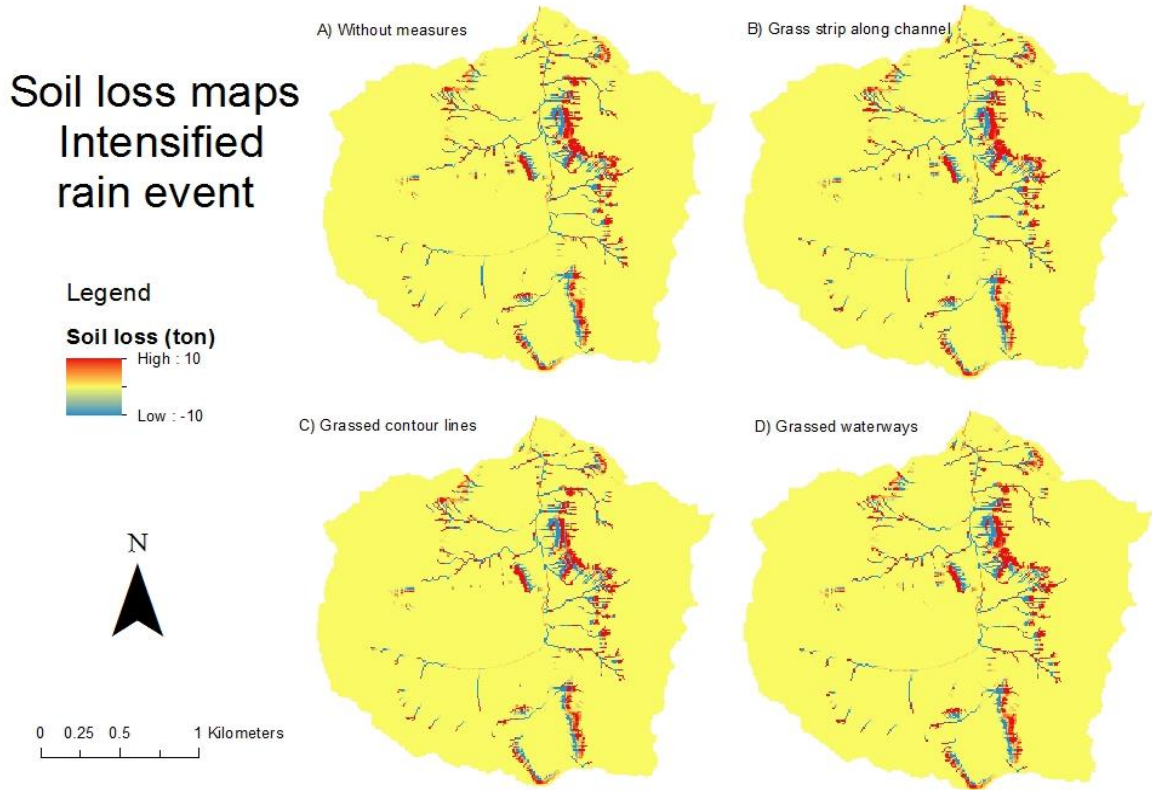 Soil loss maps
Intensified
rain event
A) Without measures
B) Grass strip along channel
Legend
Soil loss (ton)
High : 10
Low : -10
C) Grassed contour lines
D) Grassed waterways
N
0 0.25 0.5 1 Kilometers